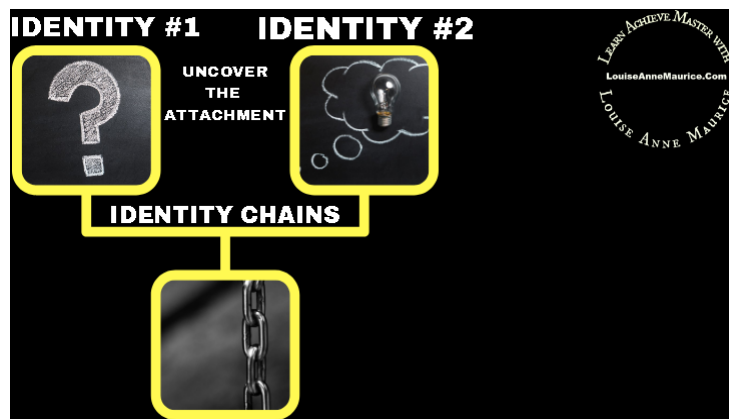 IDENTITY #1
IDENTITY #2
UNCOVER
THE
ATTACHMENT
IDENTITY CHAINS
LEARN ACHIEVE MASTER WITH
LouiseAnneMaurice.Com
LOUISE ANNE MAURICE